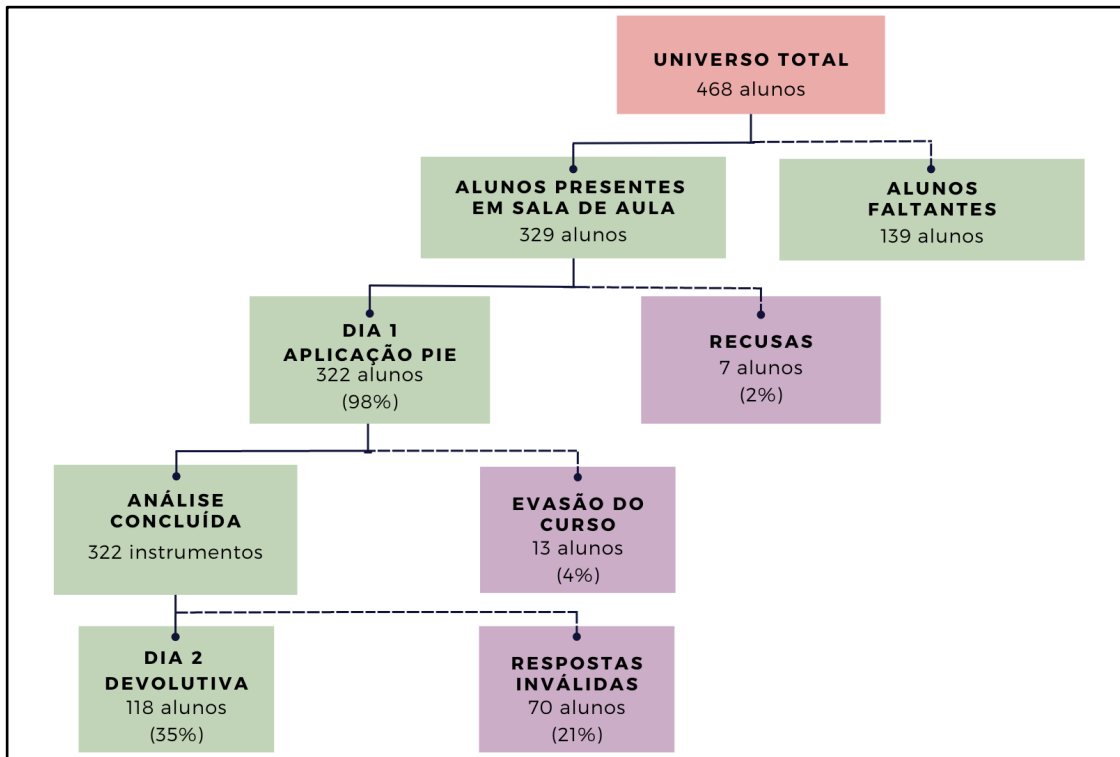 UNIVERSO TOTAL
468 alunos
ALUNOS PRESENTES
EM SALA DE AULA
329 alunos
ALUNOS
FALTANTES
139 alunos
DIA 1
APLICAÇÃO PIE
322 alunos
(98%)
RECUSAS
7 alunos
(2%)
ANÁLISE
CONCLUÍDA
322 instrumentos
EVASÃO DO
CURSO
13 alunos
(4%)
DIA 2
DEVOLUTIVA
118 alunos
(35%)
RESPOSTAS
INVÁLIDAS
70 alunos
(21%)